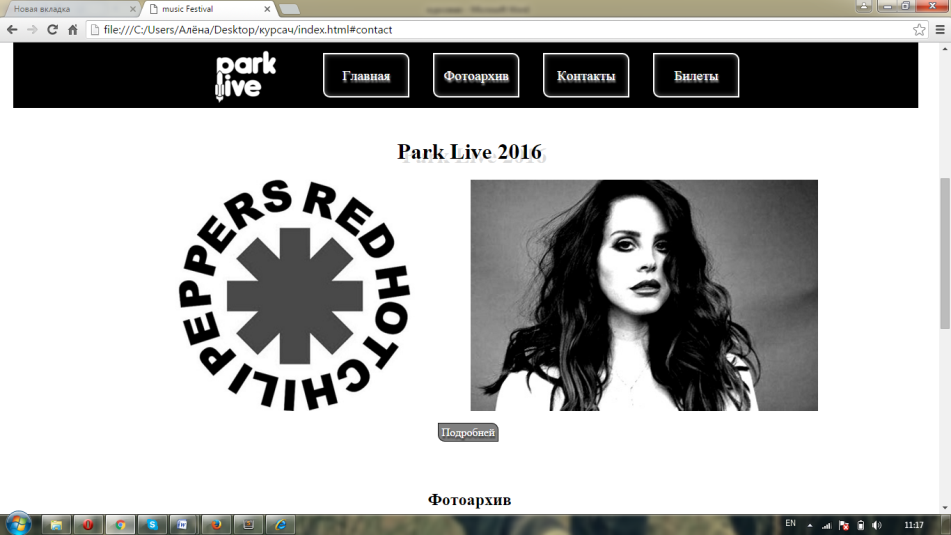 Новая вкладка
music Festival
file:///C:/Users/Алёна/Desktop/курсач/index.html#contact
park
live
Главная
Фотоархив
Контакты
Билеты
Park Live 2016
RED HOT CHILI PEPPERS
Подробней
Фотоархив
EN
11:17